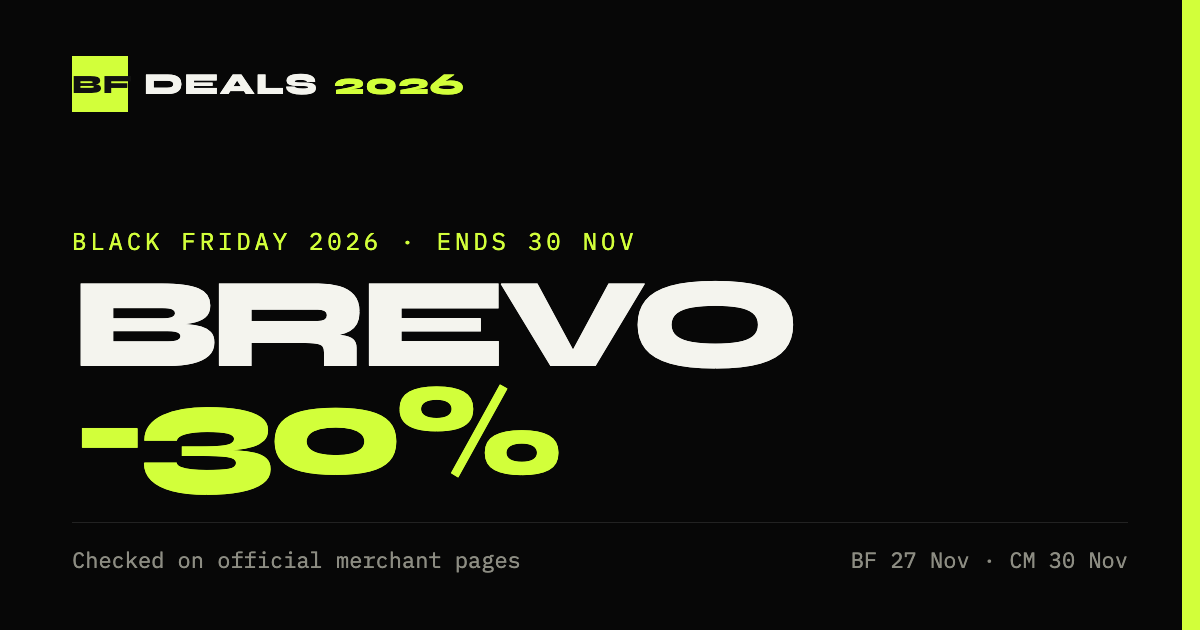 BF DEALS 2026
BLACK FRIDAY 2026 · ENDS 30 NOV
BREVO
-30%
Checked on official merchant pages
BF 27 Nov · CM 30 Nov